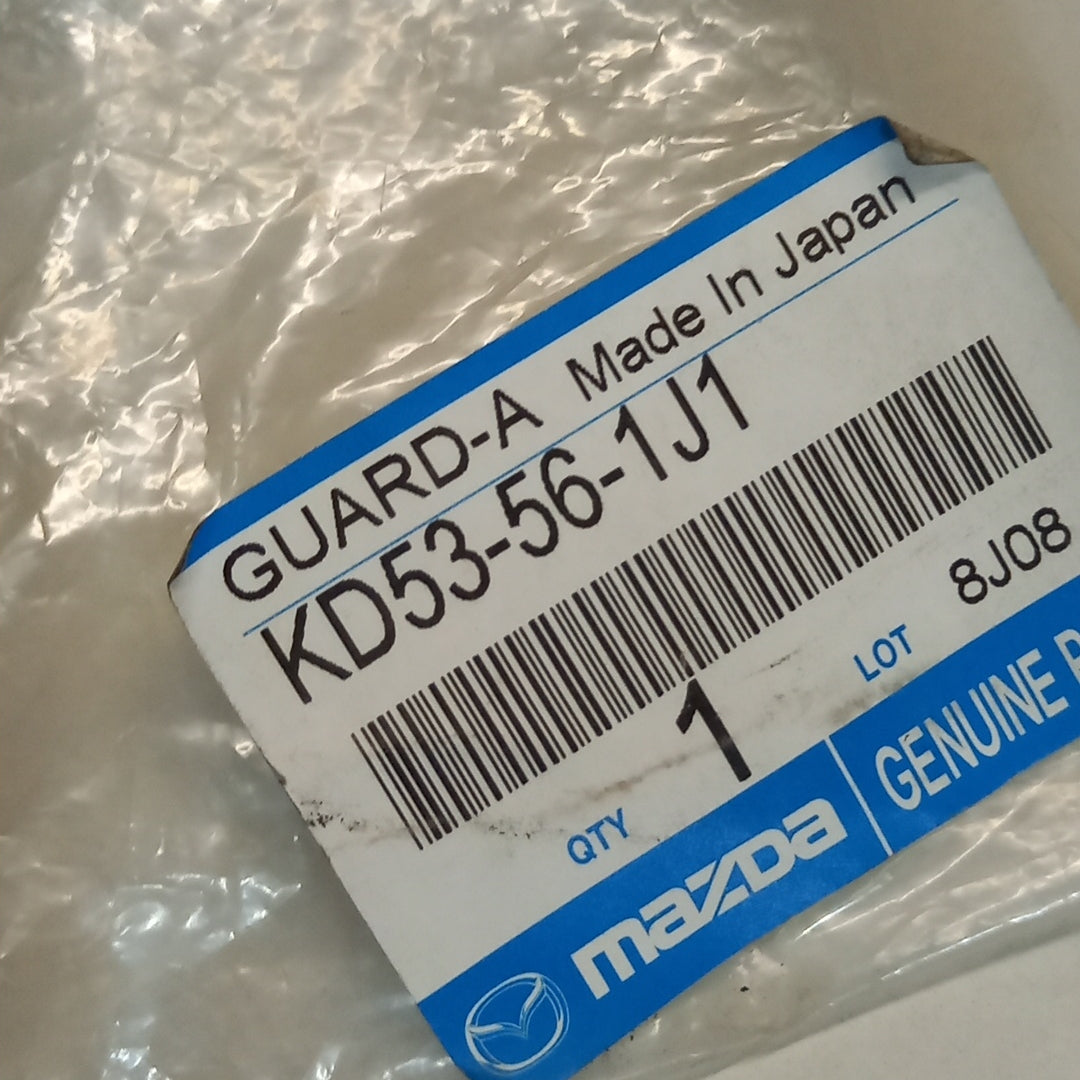 GUARD-A Made In Japan
KD53-56-1J1
QTY 1 LOT 8J08
mazda GENUINE